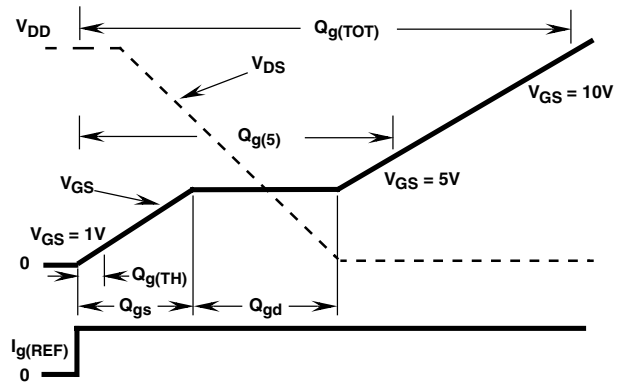 V_DD
Q_g(TOT)
V_DS
V_GS = 10V
Q_g(5)
V_GS
V_GS = 5V
V_GS = 1V
0
Q_g(TH)
Q_gs
Q_gd
I_g(REF)
0